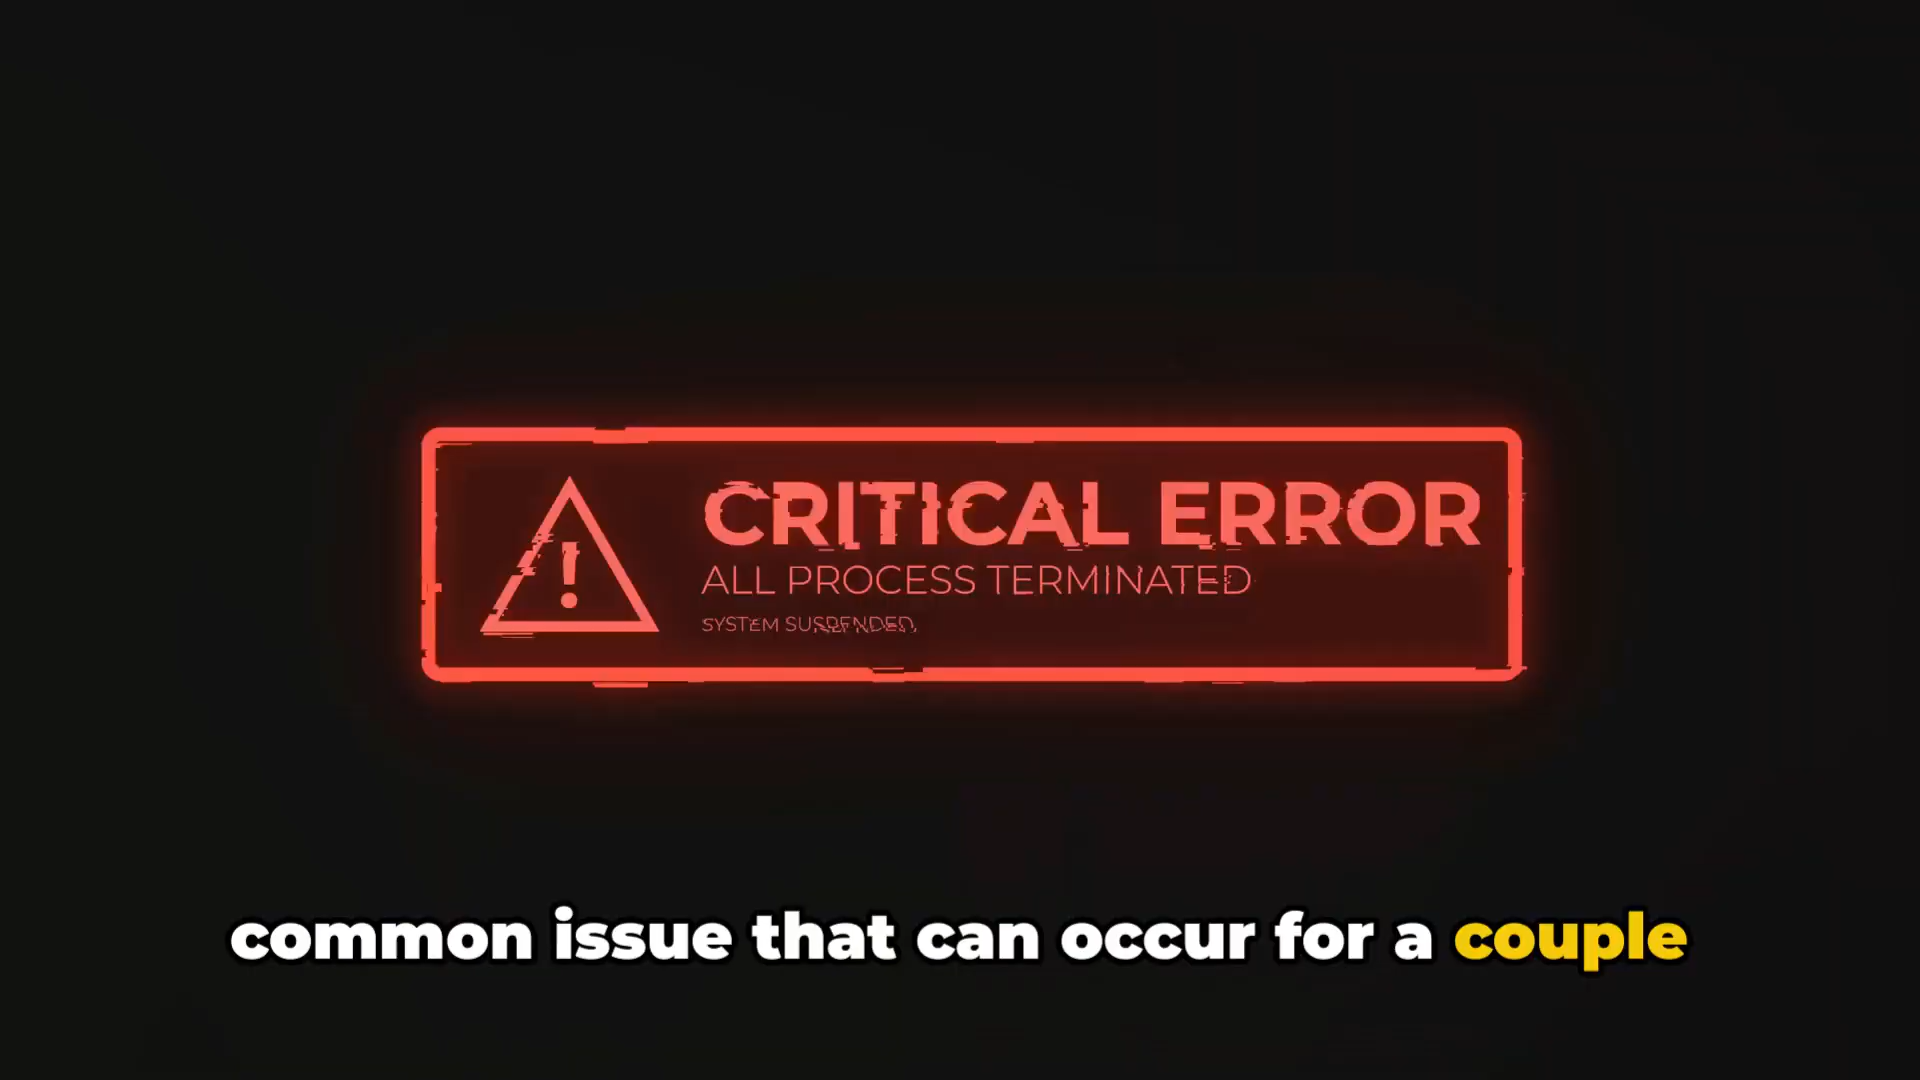 CRITICAL ERROR
ALL PROCESS TERMINATED
SYSTEM SUSPENDED
common issue that can occur for a couple